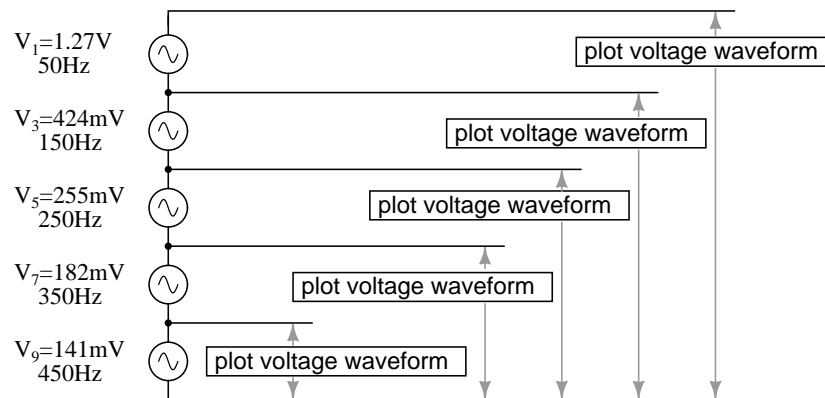 V₁=1.27V
50Hz
plot voltage waveform
V₃=424mV
150Hz
plot voltage waveform
V₅=255mV
250Hz
plot voltage waveform
V₇=182mV
350Hz
plot voltage waveform
V₉=141mV
450Hz
plot voltage waveform